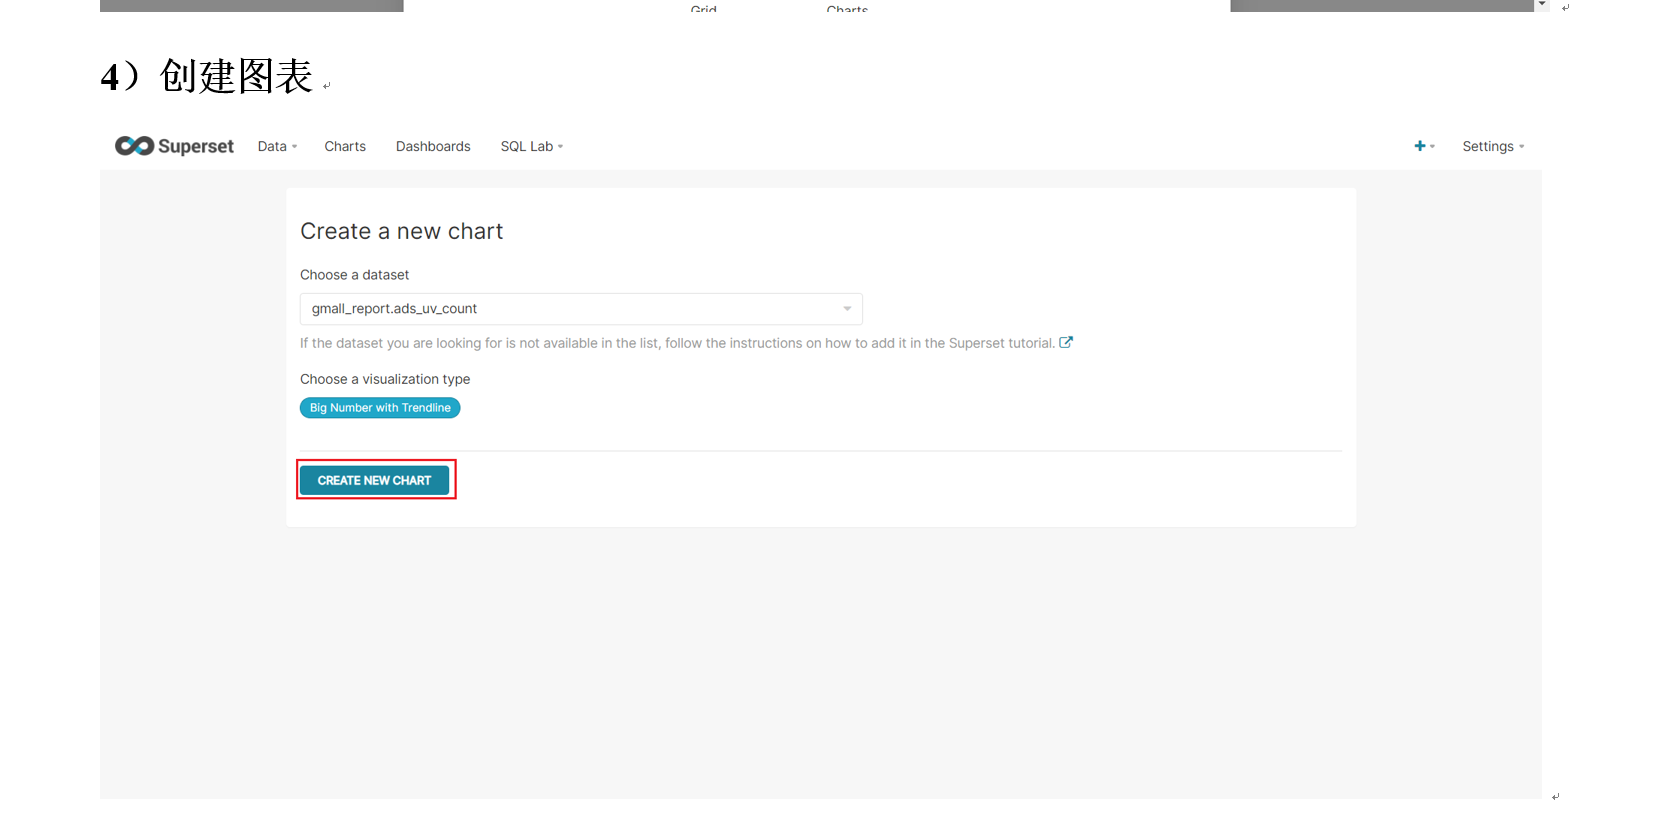 Grid Charts
4）创建图表
Superset Data Charts Dashboards SQL Lab Settings
Create a new chart
Choose a dataset
gmall_report.ads_uv_count
If the dataset you are looking for is not available in the list, follow the instructions on how to add it in the Superset tutorial.
Choose a visualization type
Big Number with Trendline
CREATE NEW CHART